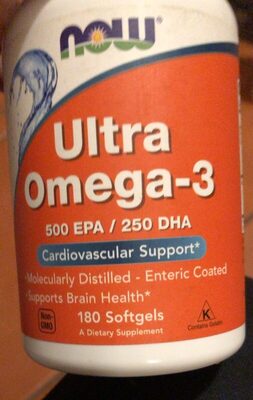 now
Ultra
Omega-3
500 EPA / 250 DHA
Cardiovascular Support*
•Molecularly Distilled - Enteric Coated
•Supports Brain Health*
Non-
GMO
180 Softgels
A Dietary Supplement
K
Contains Gelatin